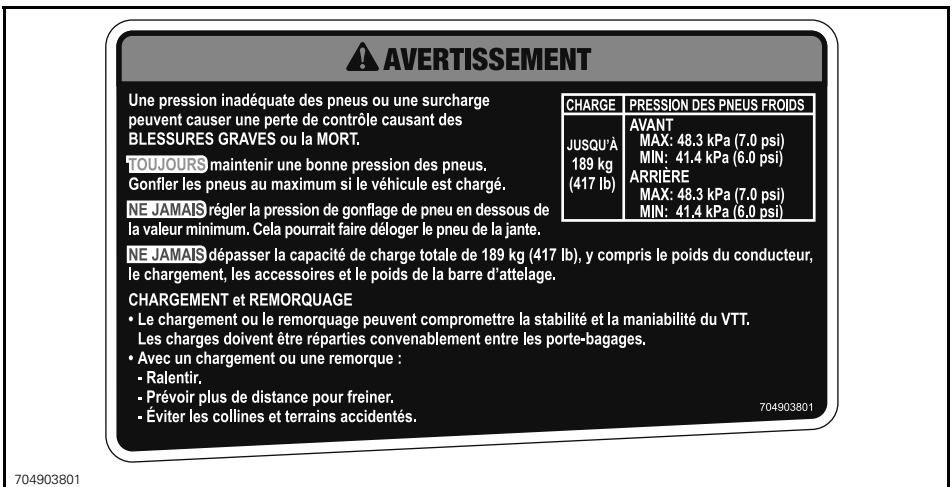 AVERTISSEMENT
Une pression inadéquate des pneus ou une surcharge
peuvent causer une perte de contrôle causant des
BLESSURES GRAVES ou la MORT.
TOUJOURS maintenir une bonne pression des pneus.
Gonfler les pneus au maximum si le véhicule est chargé.
NE JAMAIS régler la pression de gonflage de pneu en dessous de
la valeur minimum. Cela pourrait faire déloger le pneu de la jante.
CHARGE PRESSION DES PNEUS FROIDS
JUSQU'À
189 kg
(417 lb)
AVANT
MAX: 48.3 kPa (7.0 psi)
MIN: 41.4 kPa (6.0 psi)
ARRIÈRE
MAX: 48.3 kPa (7.0 psi)
MIN: 41.4 kPa (6.0 psi)
NE JAMAIS dépasser la capacité de charge totale de 189 kg (417 lb), y compris le poids du conducteur,
le chargement, les accessoires et le poids de la barre d'attelage.
CHARGEMENT et REMORQUAGE
• Le chargement ou le remorquage peuvent compromettre la stabilité et la maniabilité du VTT.
Les charges doivent être réparties convenablement entre les porte-bagages.
• Avec un chargement ou une remorque :
- Ralentir.
- Prévoir plus de distance pour freiner.
- Éviter les collines et terrains accidentés.
704903801
704903801